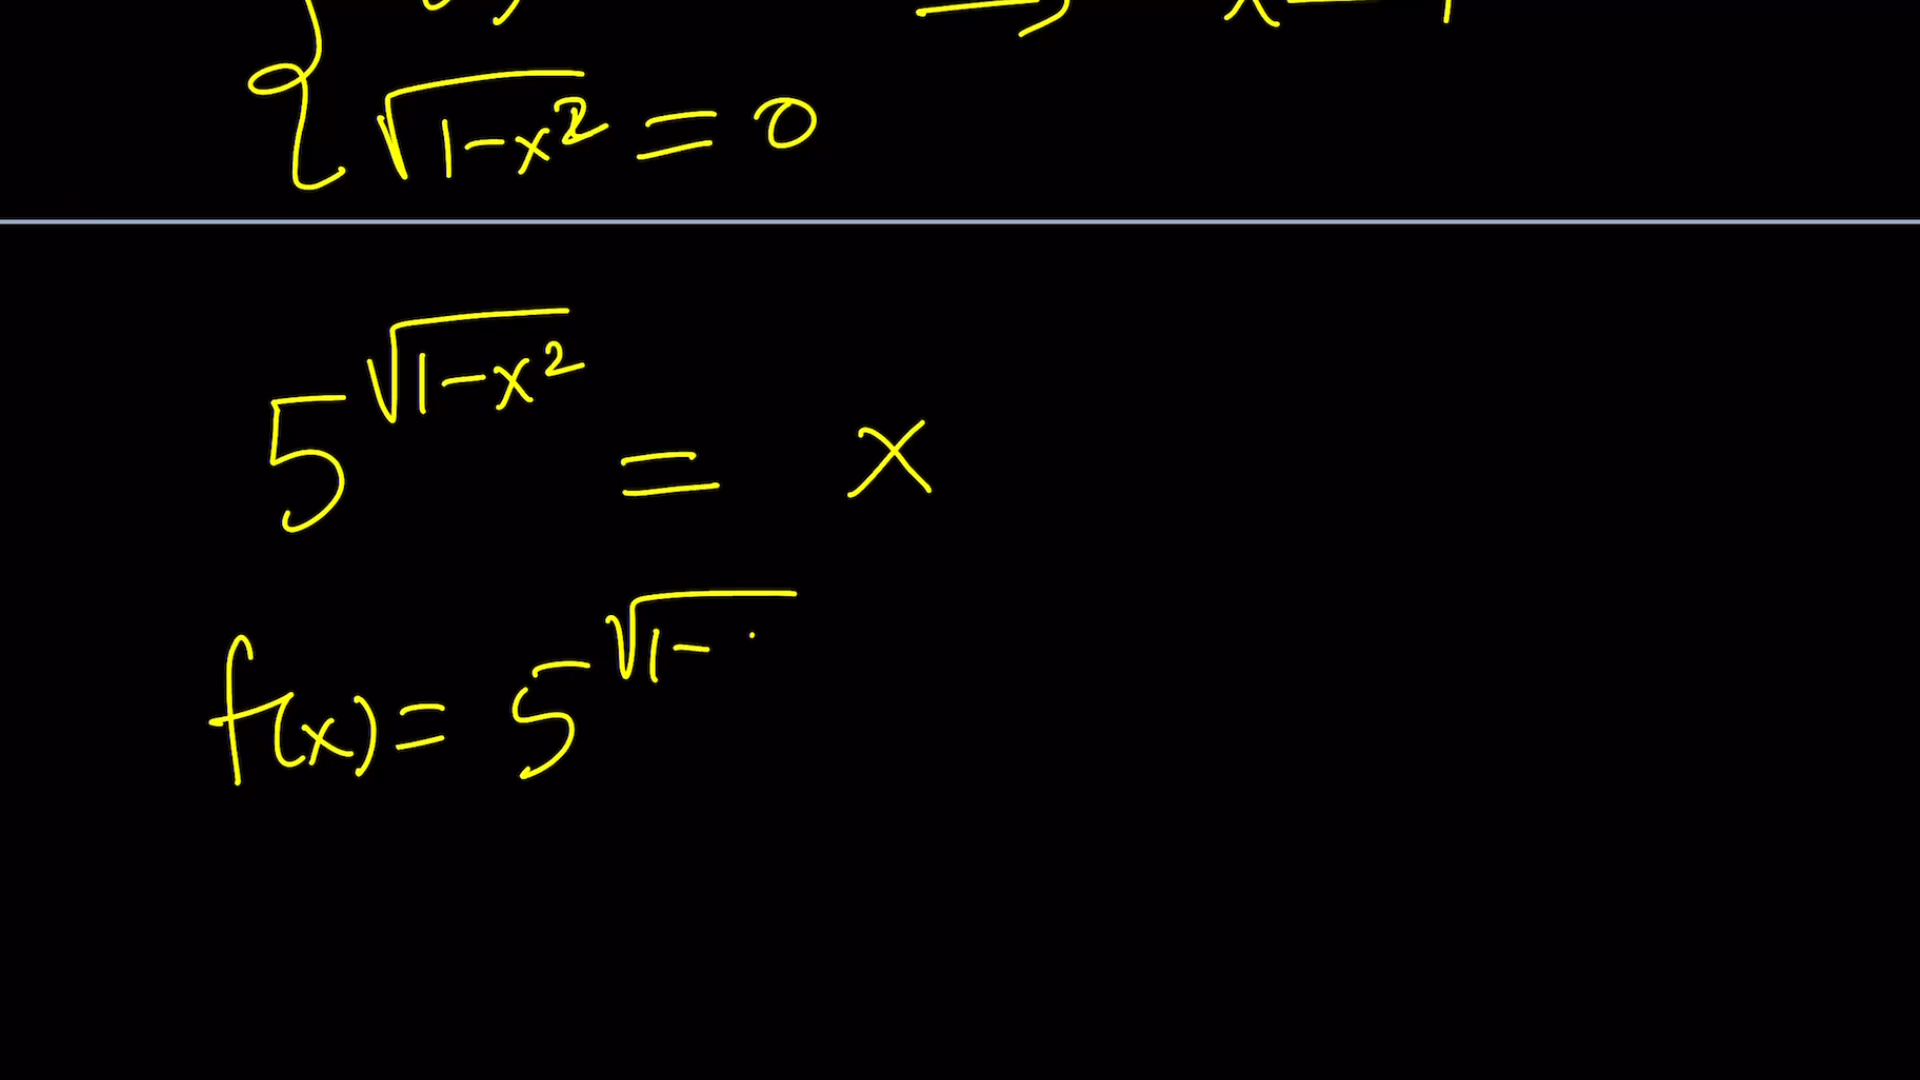 √(1-x²) = 0
5^√(1-x²) = x
f(x) = 5^√(1-